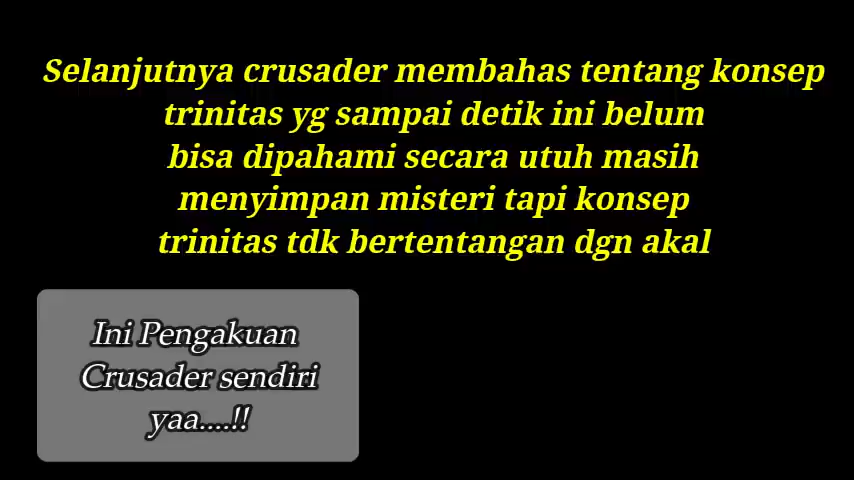 Selanjutnya crusader membahas tentang konsep
trinitas yg sampai detik ini belum
bisa dipahami secara utuh masih
menyimpan misteri tapi konsep
trinitas tdk bertentangan dgn akal
Ini Pengakuan
Crusader sendiri
yaa....!!